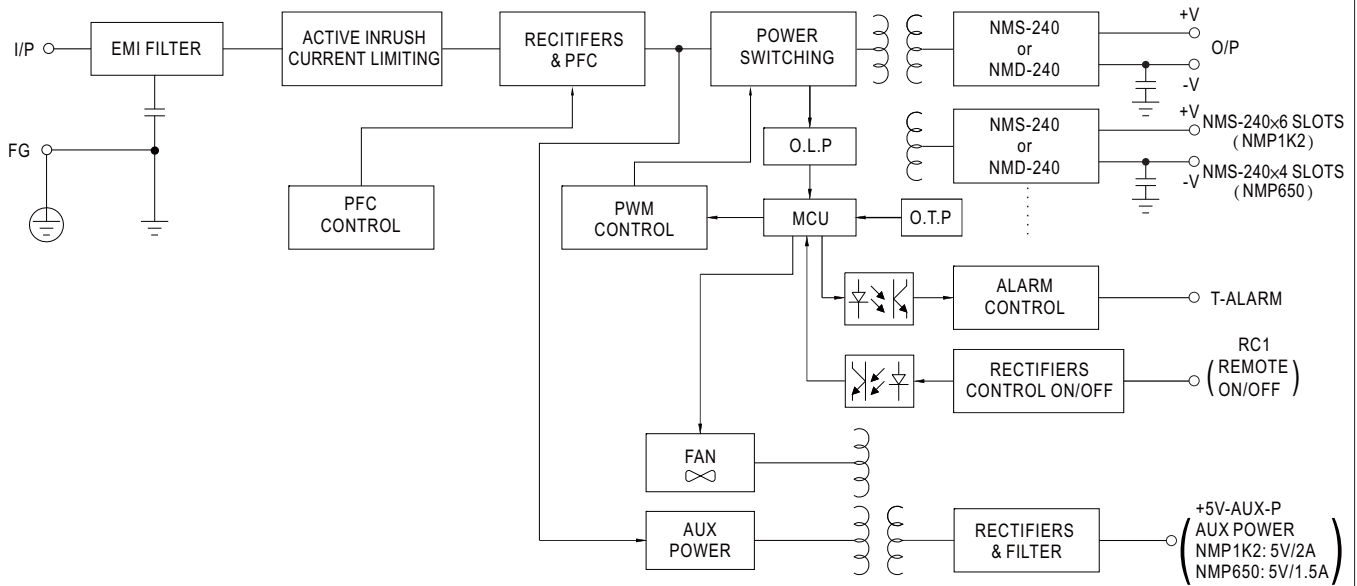 I/P
EMI FILTER
ACTIVE INRUSH
CURRENT LIMITING
RECITIFERS
& PFC
POWER
SWITCHING
NMS-240
or
NMD-240
+V
O/P
-V
FG
PFC
CONTROL
O.L.P
PWM
CONTROL
MCU
O.T.P
NMS-240
or
NMD-240
+V
NMS-240x6 SLOTS
(NMP1K2)
-V
NMS-240x4 SLOTS
(NMP650)
ALARM
CONTROL
T-ALARM
RECTIFIERS
CONTROL ON/OFF
RC1
(REMOTE
ON/OFF)
FAN
AUX
POWER
RECTIFIERS
& FILTER
(+5V-AUX-P
AUX POWER
NMP1K2: 5V/2A
NMP650: 5V/1.5A)